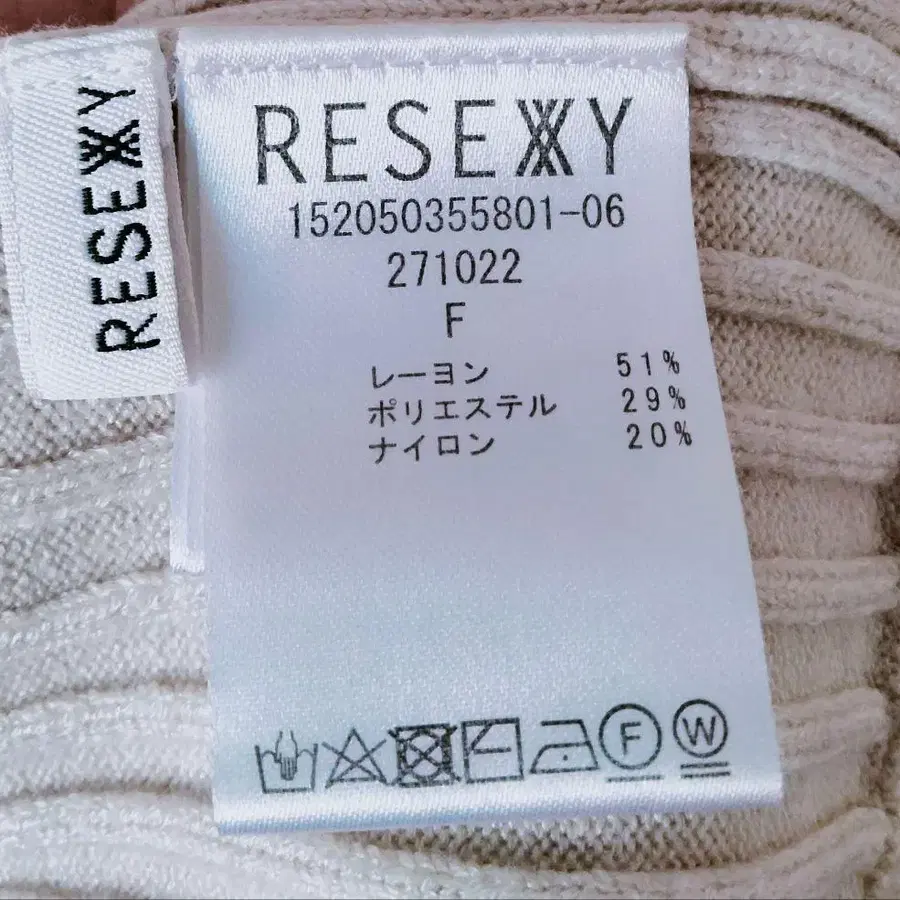 RESEXXY
RESEXXY
152050355801-06
271022
F
レーヨン 51%
ポリエステル 29%
ナイロン 20%
F
W